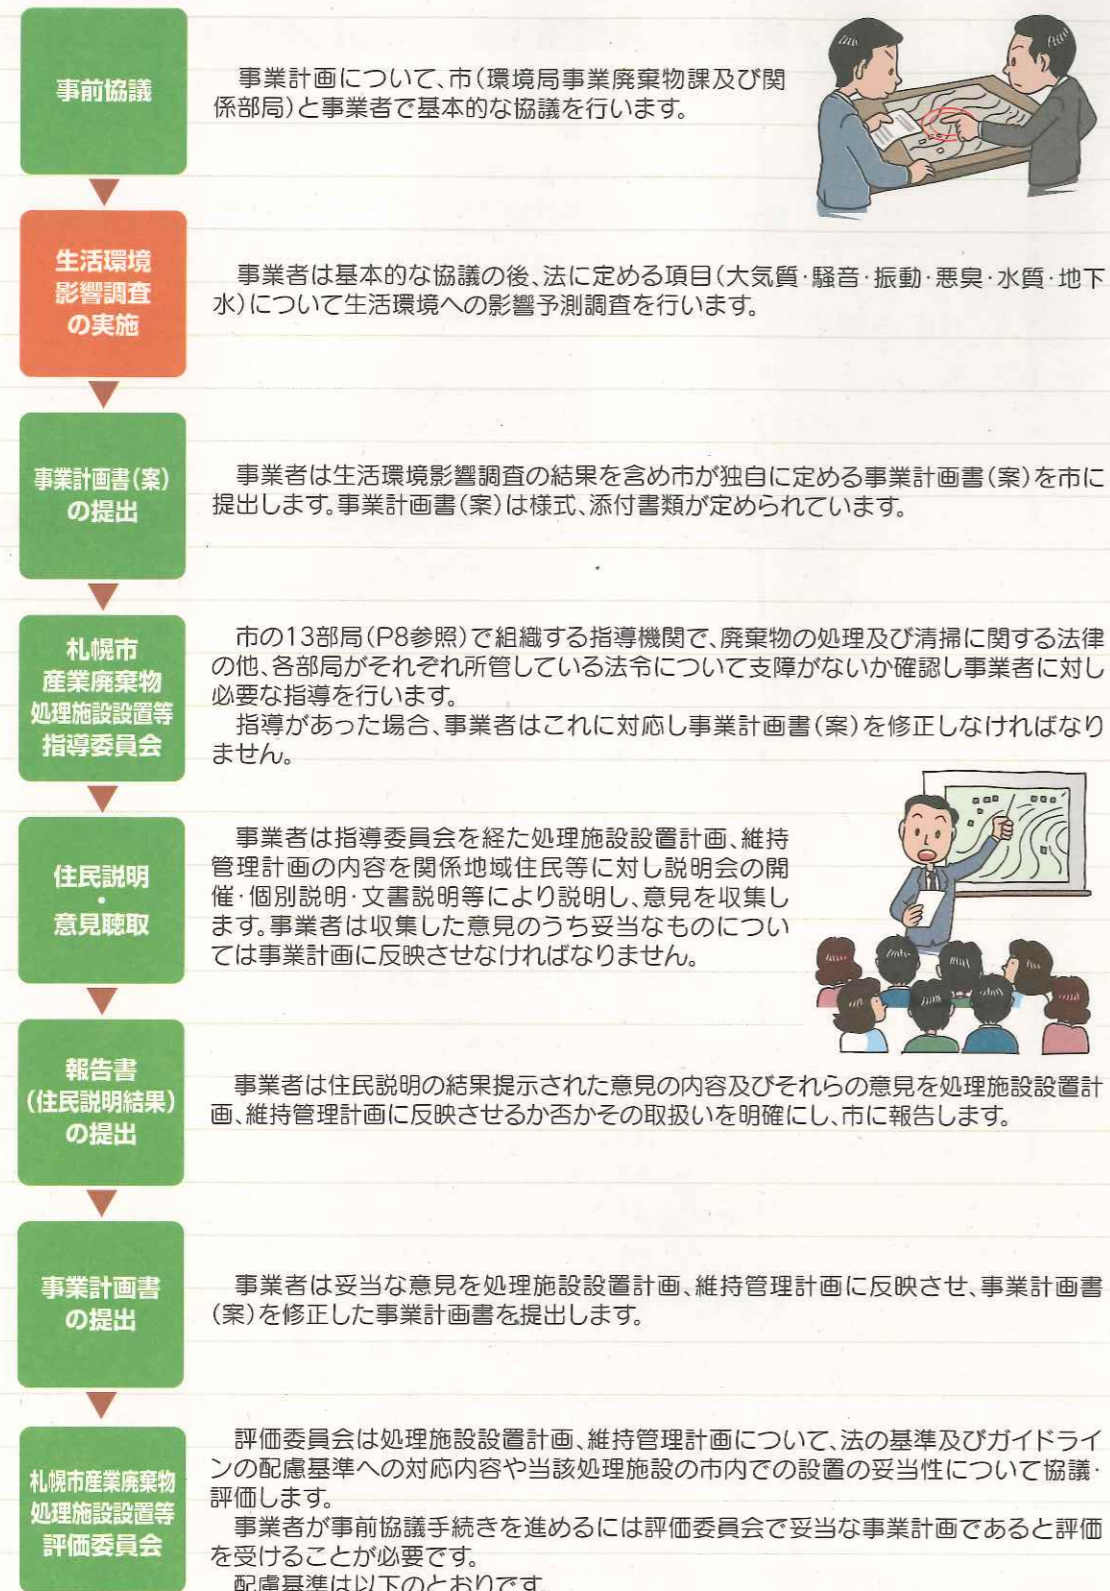 事前協議
　事業計画について、市(環境局事業廃棄物課及び関
係部局)と事業者で基本的な協議を行います。
生活環境
影響調査
の実施
　事業者は基本的な協議の後、法に定める項目(大気質・騒音・振動・悪臭・水質・地下
水)について生活環境への影響予測調査を行います。
事業計画書(案)
の提出
　事業者は生活環境影響調査の結果を含め市が独自に定める事業計画書(案)を市に
提出します。事業計画書(案)は様式、添付書類が定められています。
札幌市
産業廃棄物
処理施設設置等
指導委員会
　市の13部局(P8参照)で組織する指導機関で、廃棄物の処理及び清掃に関する法律
の他、各部局がそれぞれ所管している法令について支障がないか確認し事業者に対し
必要な指導を行います。
　指導があった場合、事業者はこれに対応し事業計画書(案)を修正しなければなり
ません。
住民説明
・
意見聴取
　事業者は指導委員会を経た処理施設設置計画、維持
管理計画の内容を関係地域住民等に対し説明会の開
催・個別説明・文書説明等により説明し、意見を収集し
ます。事業者は収集した意見のうち妥当なものについ
ては事業計画に反映させなければなりません。
報告書
(住民説明結果)
の提出
　事業者は住民説明の結果提示された意見の内容及びそれらの意見を処理施設設置計
画、維持管理計画に反映させるか否かその取扱いを明確にし、市に報告します。
事業計画書
の提出
　事業者は妥当な意見を処理施設設置計画、維持管理計画に反映させ、事業計画書
(案)を修正した事業計画書を提出します。
札幌市産業廃棄物
処理施設設置等
評価委員会
　評価委員会は処理施設設置計画、維持管理計画について、法の基準及びガイドライ
ンの配慮基準への対応内容や当該処理施設の市内での設置の妥当性について協議・
評価します。
　事業者が事前協議手続きを進めるには評価委員会で妥当な事業計画であると評価
を受けることが必要です。
　配慮基準は以下のとおりです。